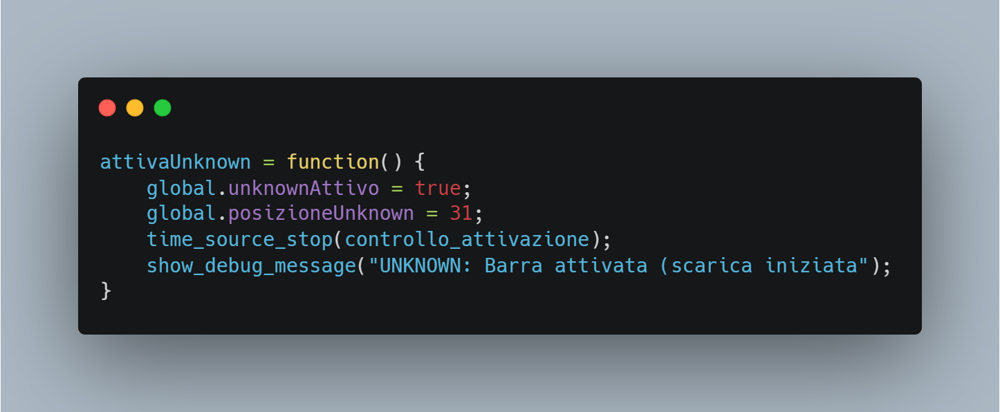 attivaUnknown = function() {
    global.unknownAttivo = true;
    global.posizioneUnknown = 31;
    time_source_stop(controllo_attivazione);
    show_debug_message("UNKNOWN: Barra attivata (scarica iniziata");
}